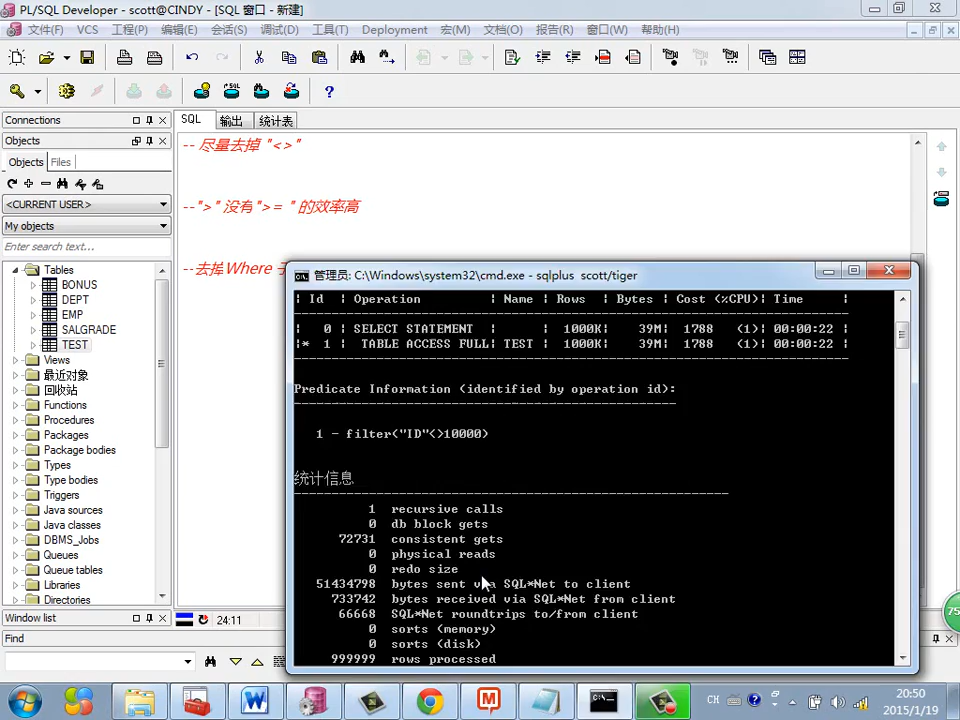 PL/SQL Developer - scott@CINDY - [SQL 窗口 - 新建]
文件(F) VCS 工程(P) 编辑(E) 会话(S) 调试(D) 工具(T) Deployment 宏(M) 文档(O) 报告(R) 窗口(W) 帮助(H)
Connections
SQL 输出 统计表
Objects
Objects Files
<CURRENT USER>
My objects
Enter search text...
Tables
BONUS
DEPT
EMP
SALGRADE
TEST
Views
最近对象
回收站
Functions
Procedures
Packages
Package bodies
Types
Type bodies
Triggers
Java sources
Java classes
DBMS_Jobs
Queues
Libraries
Directories
Window list
24:11
Find
-- 尽量去掉 "<>"
--">" 没有">= " 的效率高
--去掉Where 子
管理员: C:\Windows\system32\cmd.exe - sqlplus  scott/tiger
| Id  | Operation         | Name | Rows  | Bytes | Cost (%CPU)| Time     |
--------------------------------------------------------------------------
|   0 | SELECT STATEMENT  |      |  1000K|    39M|  1788   (1)| 00:00:22 |
|*  1 |  TABLE ACCESS FULL| TEST |  1000K|    39M|  1788   (1)| 00:00:22 |
--------------------------------------------------------------------------
Predicate Information (identified by operation id):
---------------------------------------------------
1 - filter("ID"<>10000)
统计信息
----------------------------------------------------------
1  recursive calls
0  db block gets
72731  consistent gets
0  physical reads
0  redo size
51434798  bytes sent via SQL*Net to client
733742  bytes received via SQL*Net from client
66668  SQL*Net roundtrips to/from client
0  sorts (memory)
0  sorts (disk)
999999  rows processed
75
CH
20:50
2015/1/19